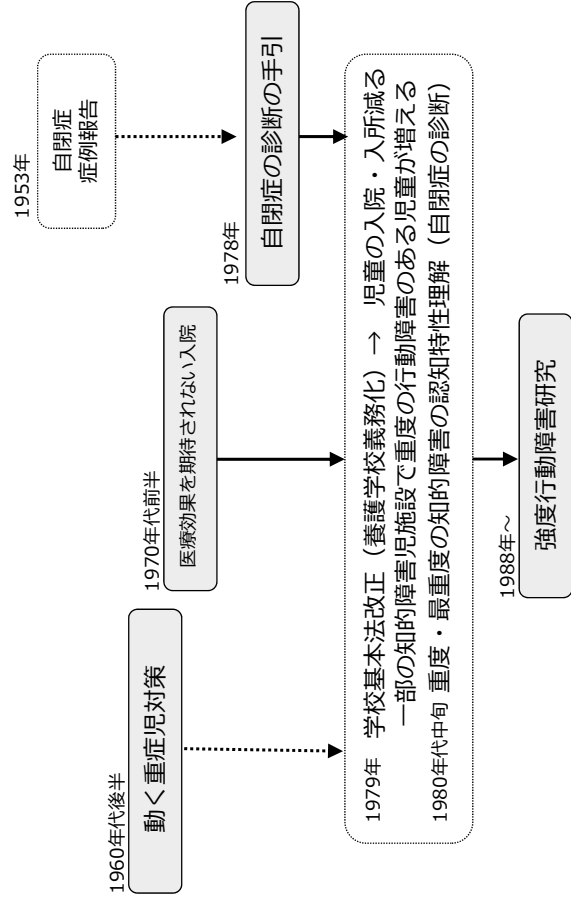 1953年
自閉症
症例報告
1978年
自閉症の診断の手引
1970年代前半
医療効果を期待されない入院
1960年代後半
動く重症児対策
1979年 学校基本法改正（養護学校義務化）→ 児童の入院・入所減る
一部の知的障害児施設で重度の行動障害のある児童が増える
1980年代中旬 重度・最重度の知的障害の認知特性理解（自閉症の診断）
1988年～
強度行動障害研究